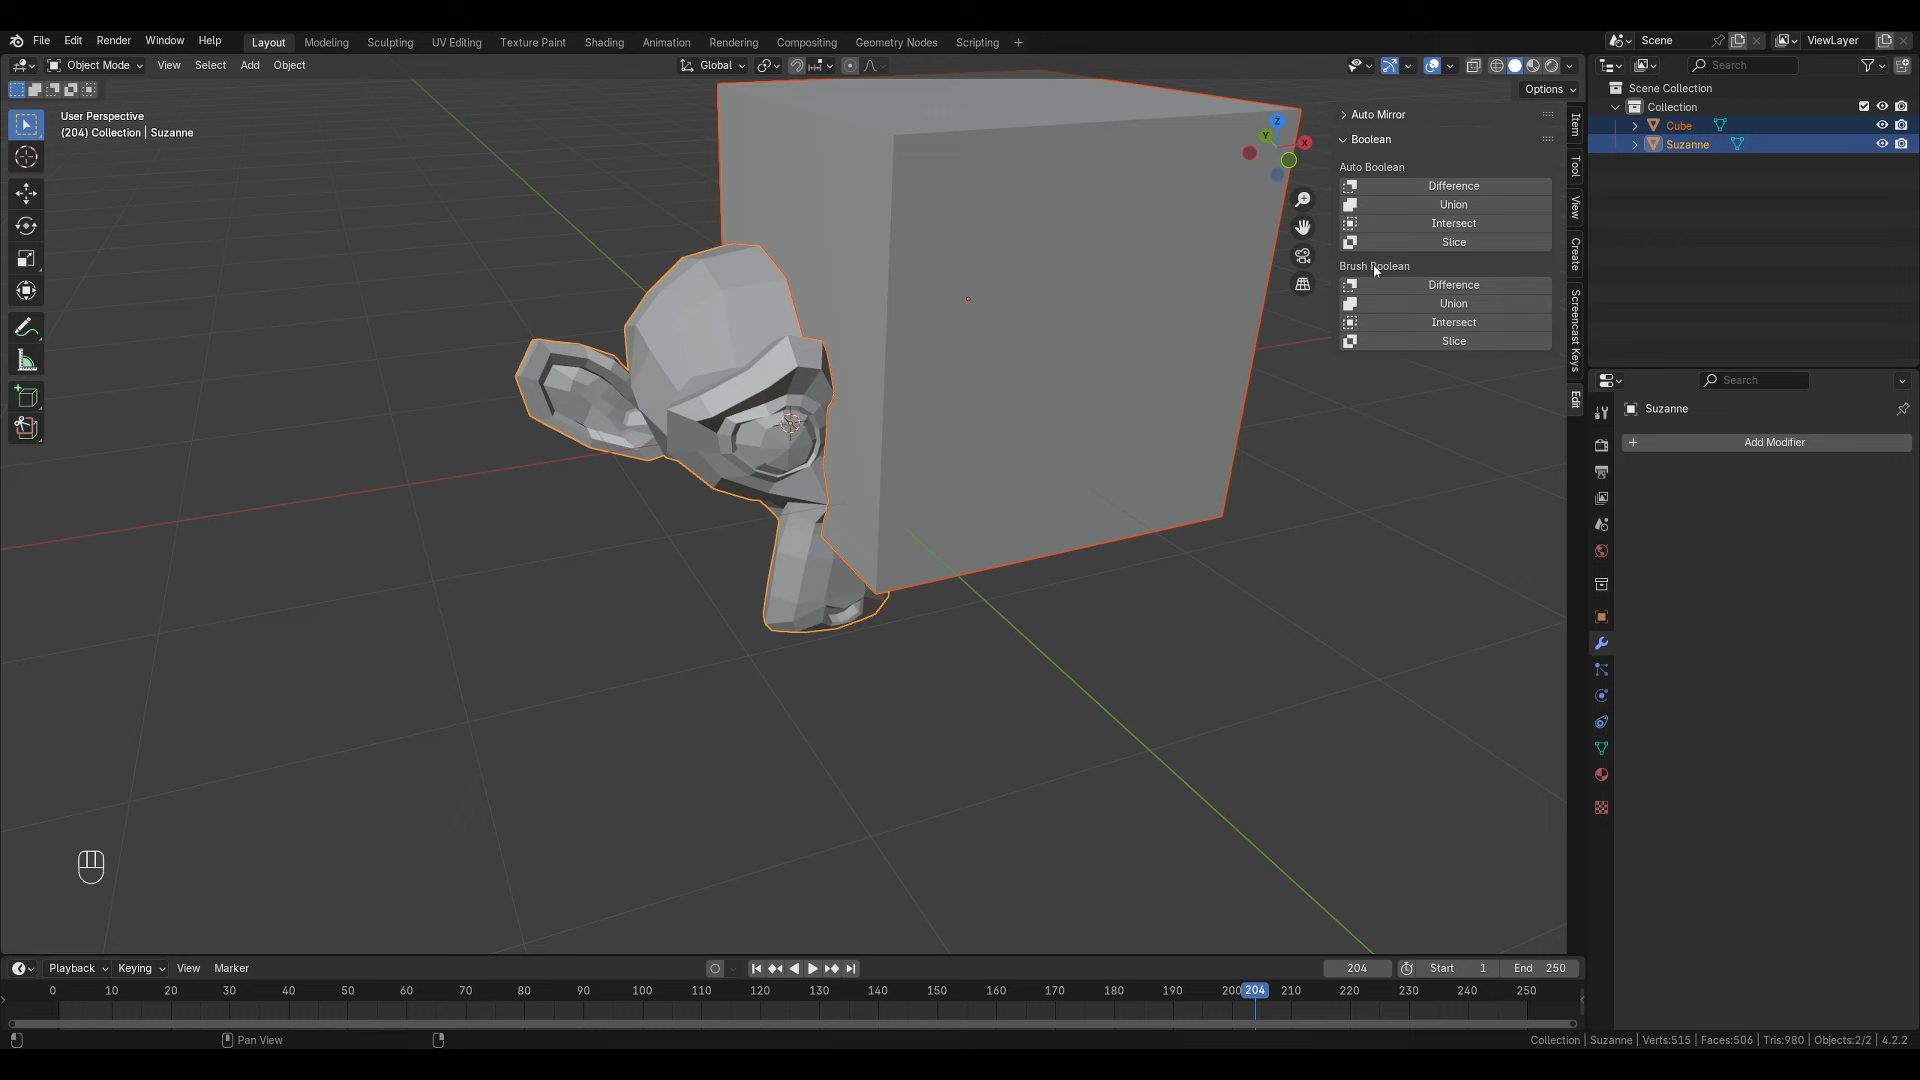 File Edit Render Window Help Layout Modeling Sculpting UV Editing Texture Paint Shading Animation Rendering Compositing Geometry Nodes Scripting + Scene ViewLayer
Object Mode View Select Add Object Global Search
Options
Scene Collection
Collection
Cube
Suzanne
User Perspective
(204) Collection | Suzanne
Auto Mirror
Boolean
Auto Boolean
Difference
Union
Intersect
Slice
Brush Boolean
Difference
Union
Intersect
Slice
Z
Y
X
Item
Tool
View
Create
Screencast Keys
Edit
Search
Suzanne
+ Add Modifier
Playback Keying View Marker 204 Start 1 End 250
0 10 20 30 40 50 60 70 80 90 100 110 120 130 140 150 160 170 180 190 200 204 210 220 230 240 250
Pan View Collection | Suzanne | Verts:515 | Faces:506 | Tris:980 | Objects:2/2 | 4.2.2